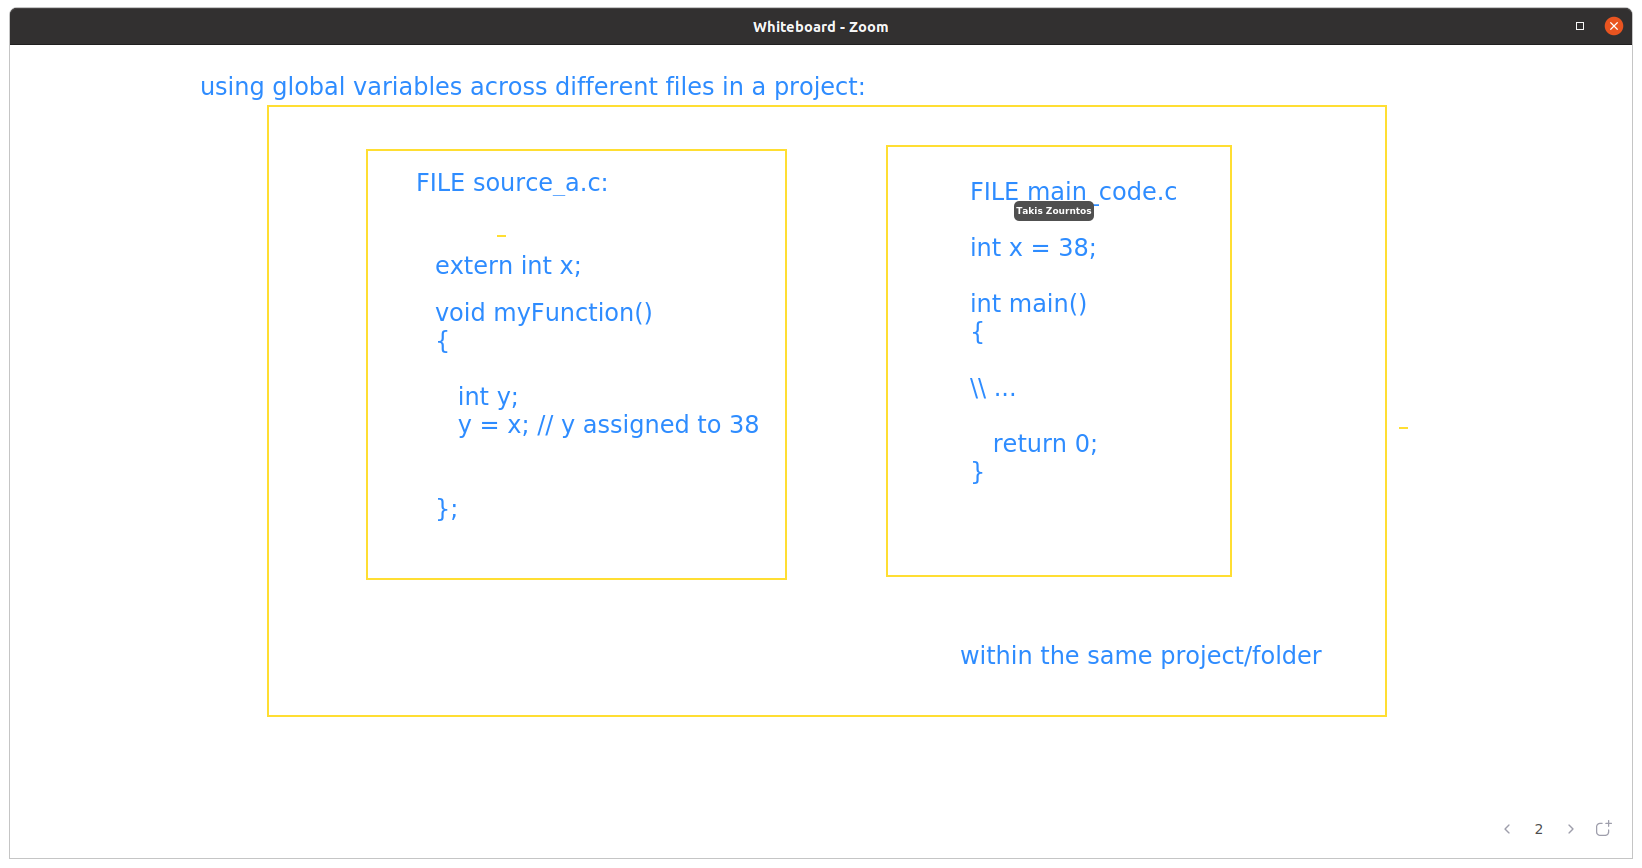 Whiteboard - Zoom
using global variables across different files in a project:
FILE source_a.c:
extern int x;
void myFunction()
{
int y;
y = x; // y assigned to 38
};
FILE main_code.c
Takis Zourntos
int x = 38;
int main()
{
\\ ...
return 0;
}
within the same project/folder
2